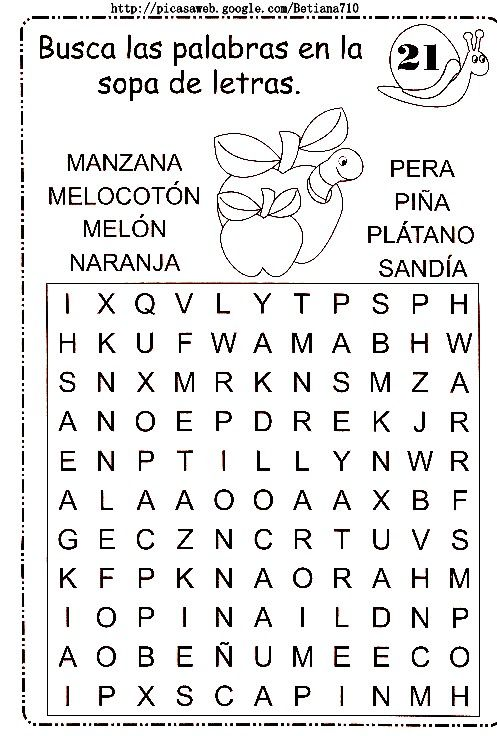 http://picasaweb.google.com/Betiana710
Busca las palabras en la
sopa de letras.
21
MANZANA
MELOCOTÓN
MELÓN
NARANJA
PERA
PIÑA
PLÁTANO
SANDÍA
I X Q V L Y T P S P H
H K U F W A M A B H W
S N X M R K N S M Z A
A N O E P D R E K J R
E N P T I L L Y N W R
A L A A O O A A X B F
G E C Z N C R T U V S
K F P K N A O R A H M
I O P I N A I L D N P
A O B E Ñ U M E E C O
I P X S C A P I N M H